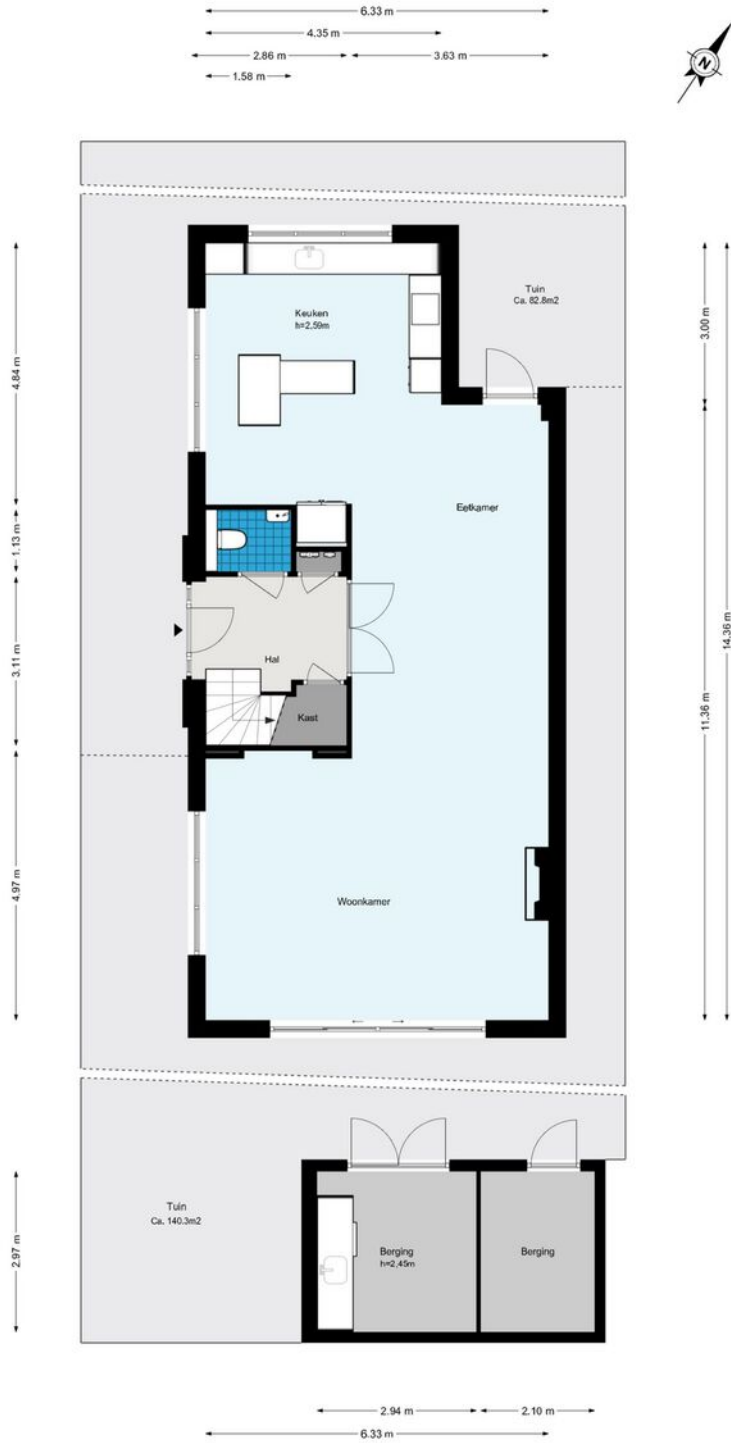 6.33 m
4.35 m
2.86 m
3.63 m
1.58 m
N
Tuin
Ca. 82.8m2
Keuken
h=2,59m
3.00 m
4.84 m
Eetkamer
1.13 m
3.11 m
Hal
Kast
14.36 m
11.36 m
4.97 m
Woonkamer
Tuin
Ca. 140.3m2
2.97 m
Berging
h=2,45m
Berging
2.94 m
2.10 m
6.33 m